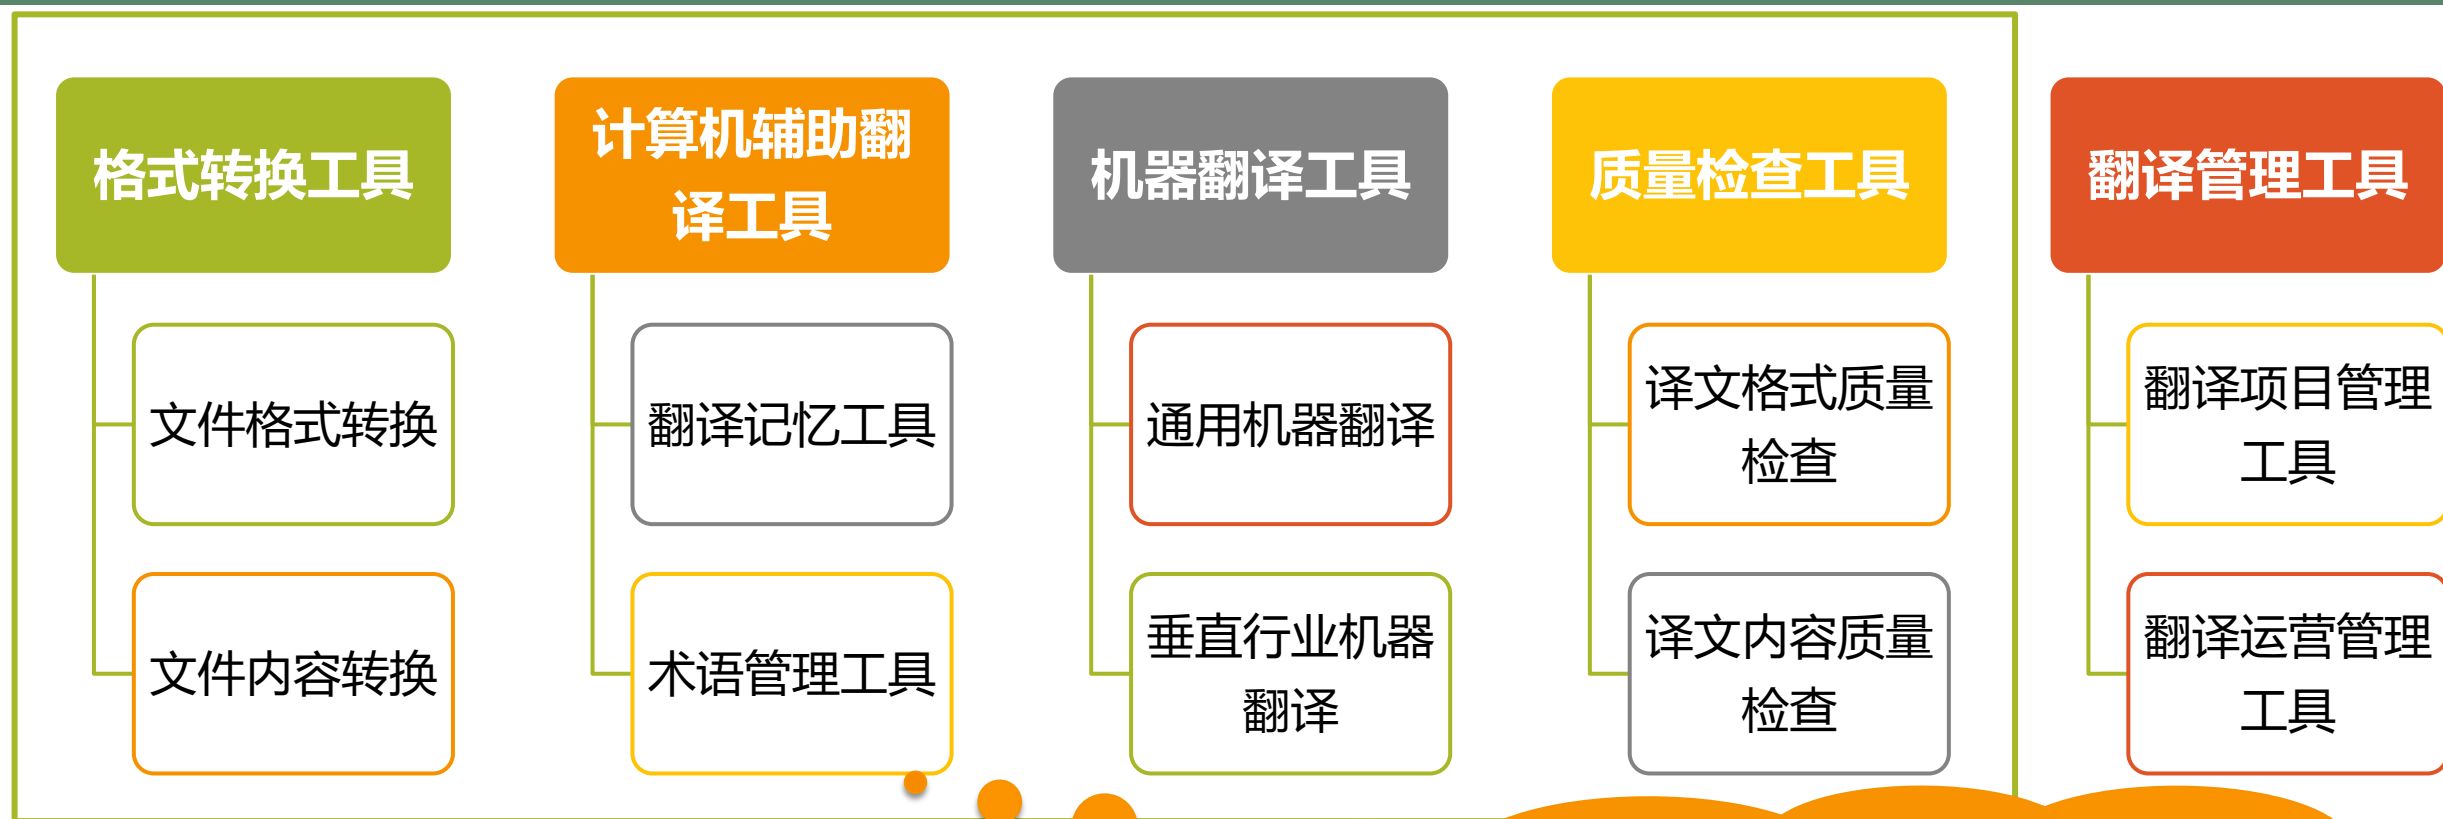 格式转换工具
文件格式转换
文件内容转换
计算机辅助翻
译工具
翻译记忆工具
术语管理工具
机器翻译工具
通用机器翻译
垂直行业机器
翻译
质量检查工具
译文格式质量
检查
译文内容质量
检查
翻译管理工具
翻译项目管理
工具
翻译运营管理
工具